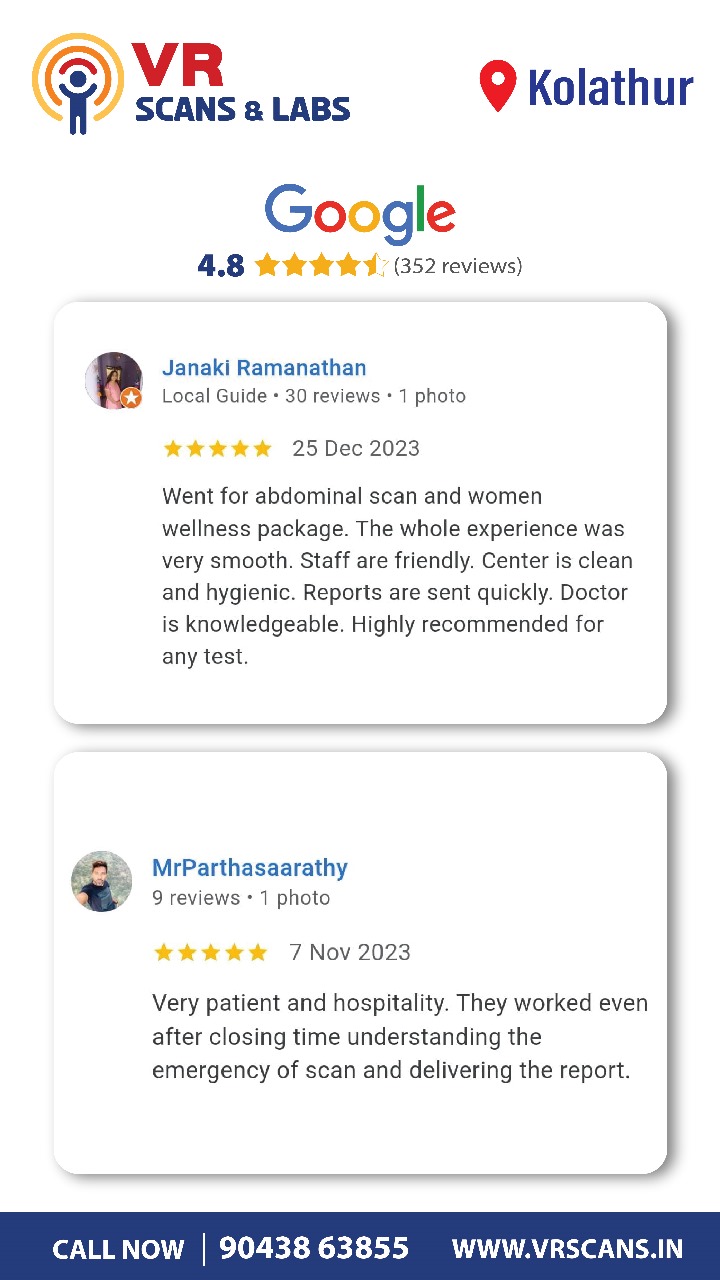 VR
SCANS & LABS
Kolathur
Google
4.8 (352 reviews)
Janaki Ramanathan
Local Guide • 30 reviews • 1 photo
25 Dec 2023
Went for abdominal scan and women
wellness package. The whole experience was
very smooth. Staff are friendly. Center is clean
and hygienic. Reports are sent quickly. Doctor
is knowledgeable. Highly recommended for
any test.
MrParthasaarathy
9 reviews • 1 photo
7 Nov 2023
Very patient and hospitality. They worked even
after closing time understanding the
emergency of scan and delivering the report.
CALL NOW | 90438 63855 WWW.VRSCANS.IN